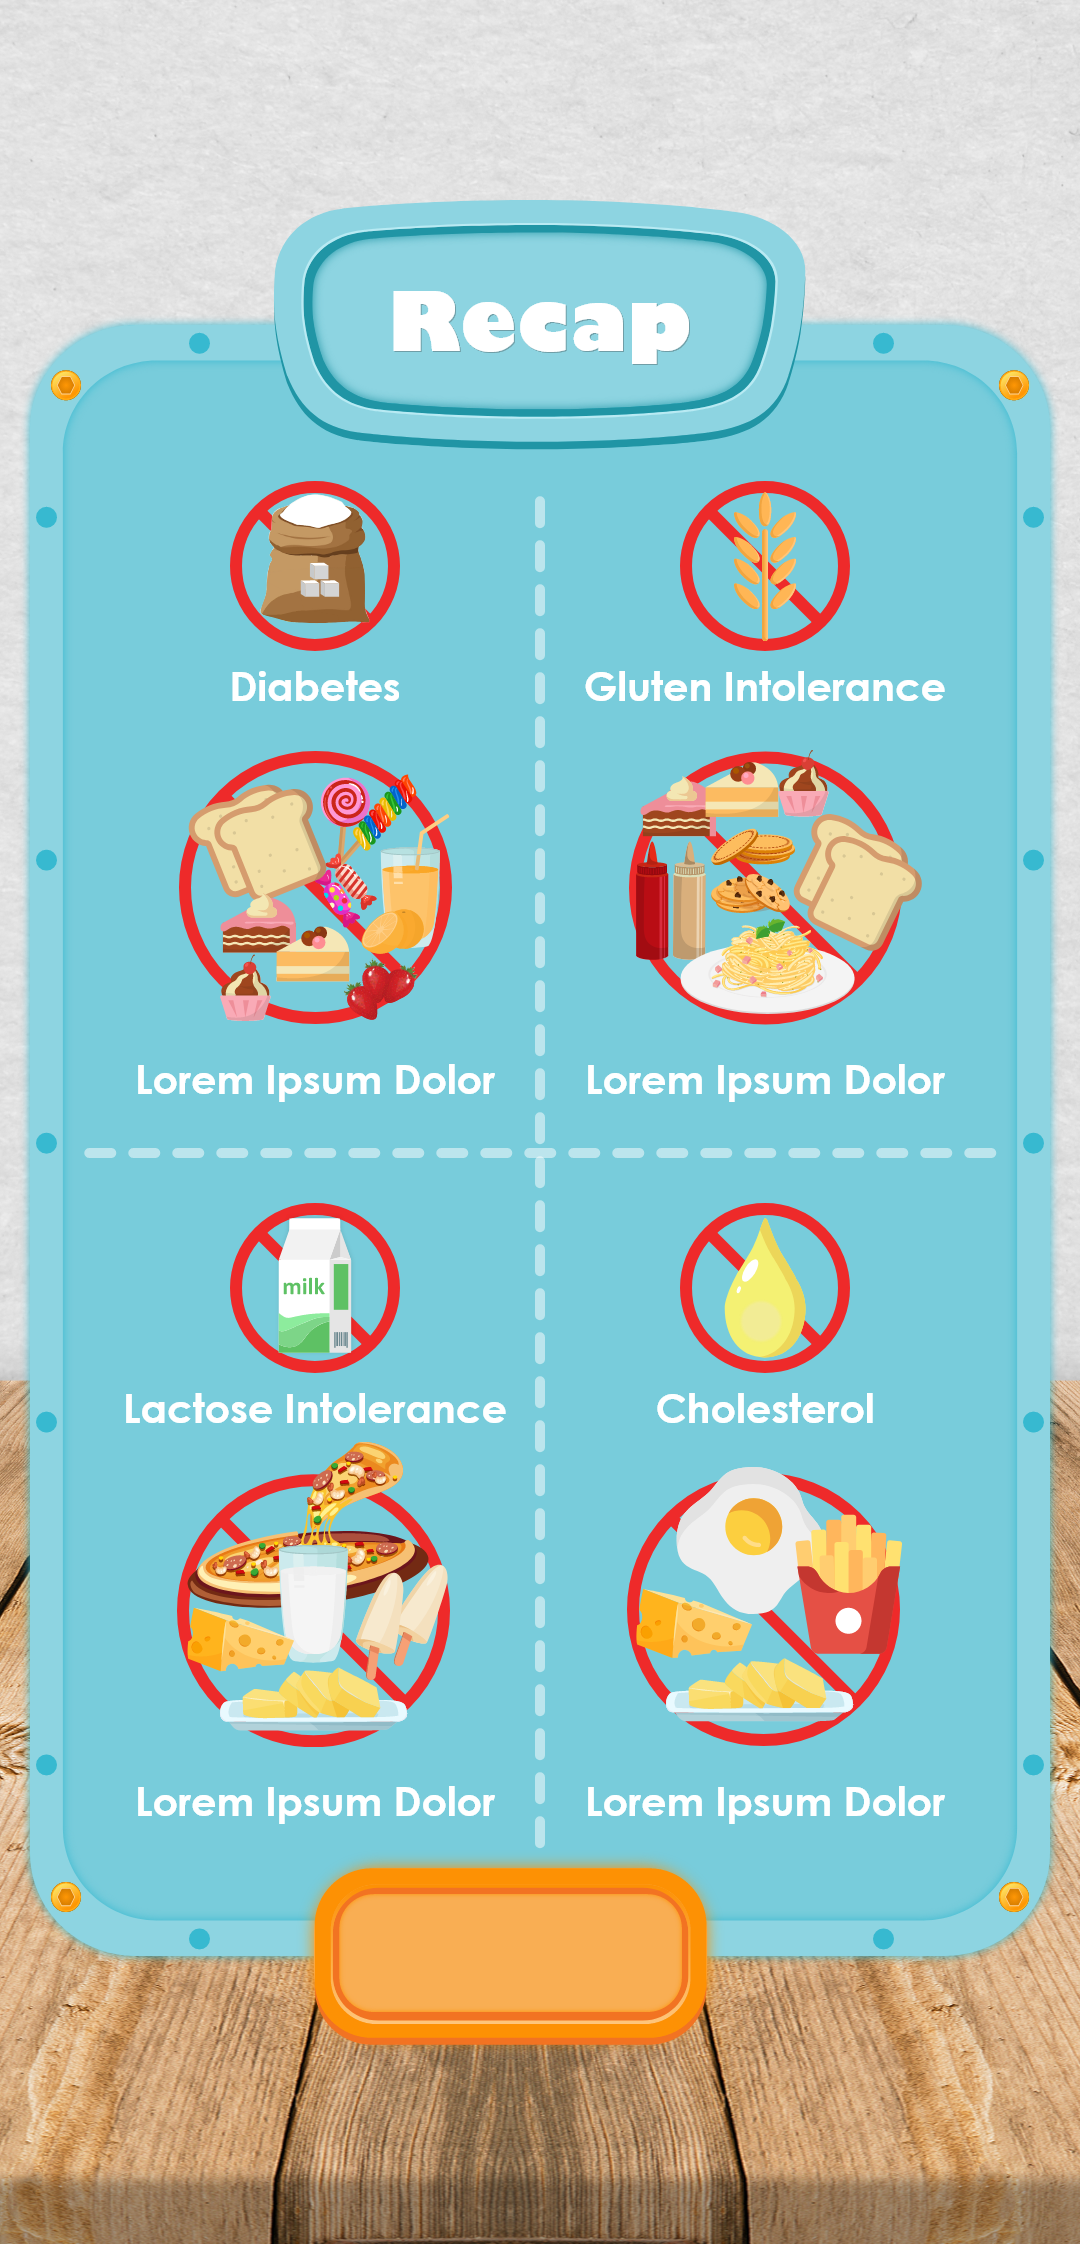 Recap
Diabetes
Gluten Intolerance
Lorem Ipsum Dolor
Lorem Ipsum Dolor
milk
Lactose Intolerance
Cholesterol
Lorem Ipsum Dolor
Lorem Ipsum Dolor